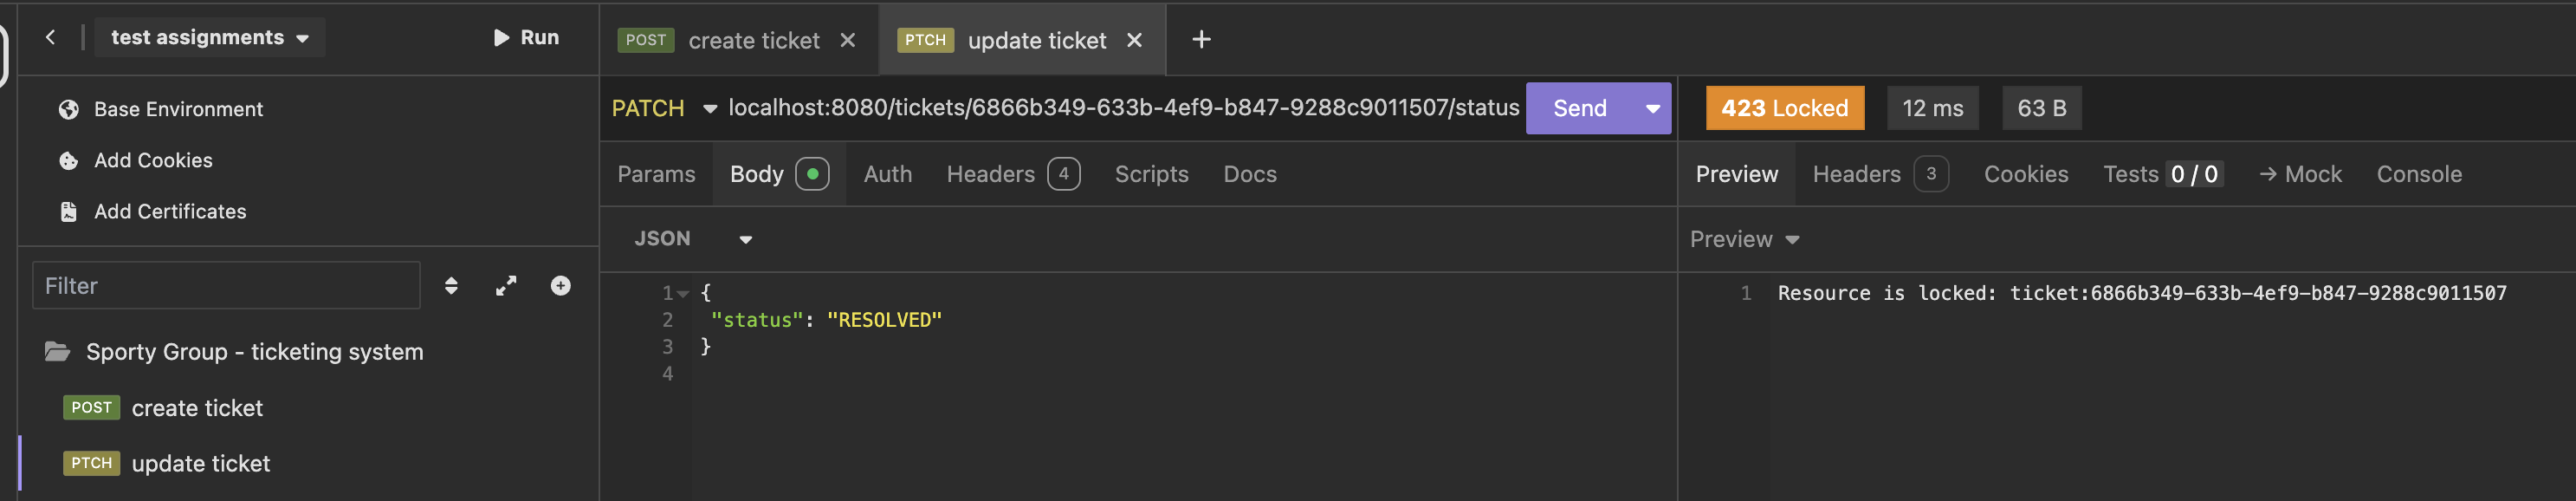 test assignments
Run
Base Environment
Add Cookies
Add Certificates
Filter
Sporty Group - ticketing system
POST create ticket
PTCH update ticket
POST create ticket
PTCH update ticket
PATCH localhost:8080/tickets/6866b349-633b-4ef9-b847-9288c9011507/status Send
Params Body Auth Headers 4 Scripts Docs
JSON
1 {
2 "status": "RESOLVED"
3 }
4
423 Locked 12 ms 63 B
Preview Headers 3 Cookies Tests 0 / 0 → Mock Console
Preview
1 Resource is locked: ticket:6866b349-633b-4ef9-b847-9288c9011507